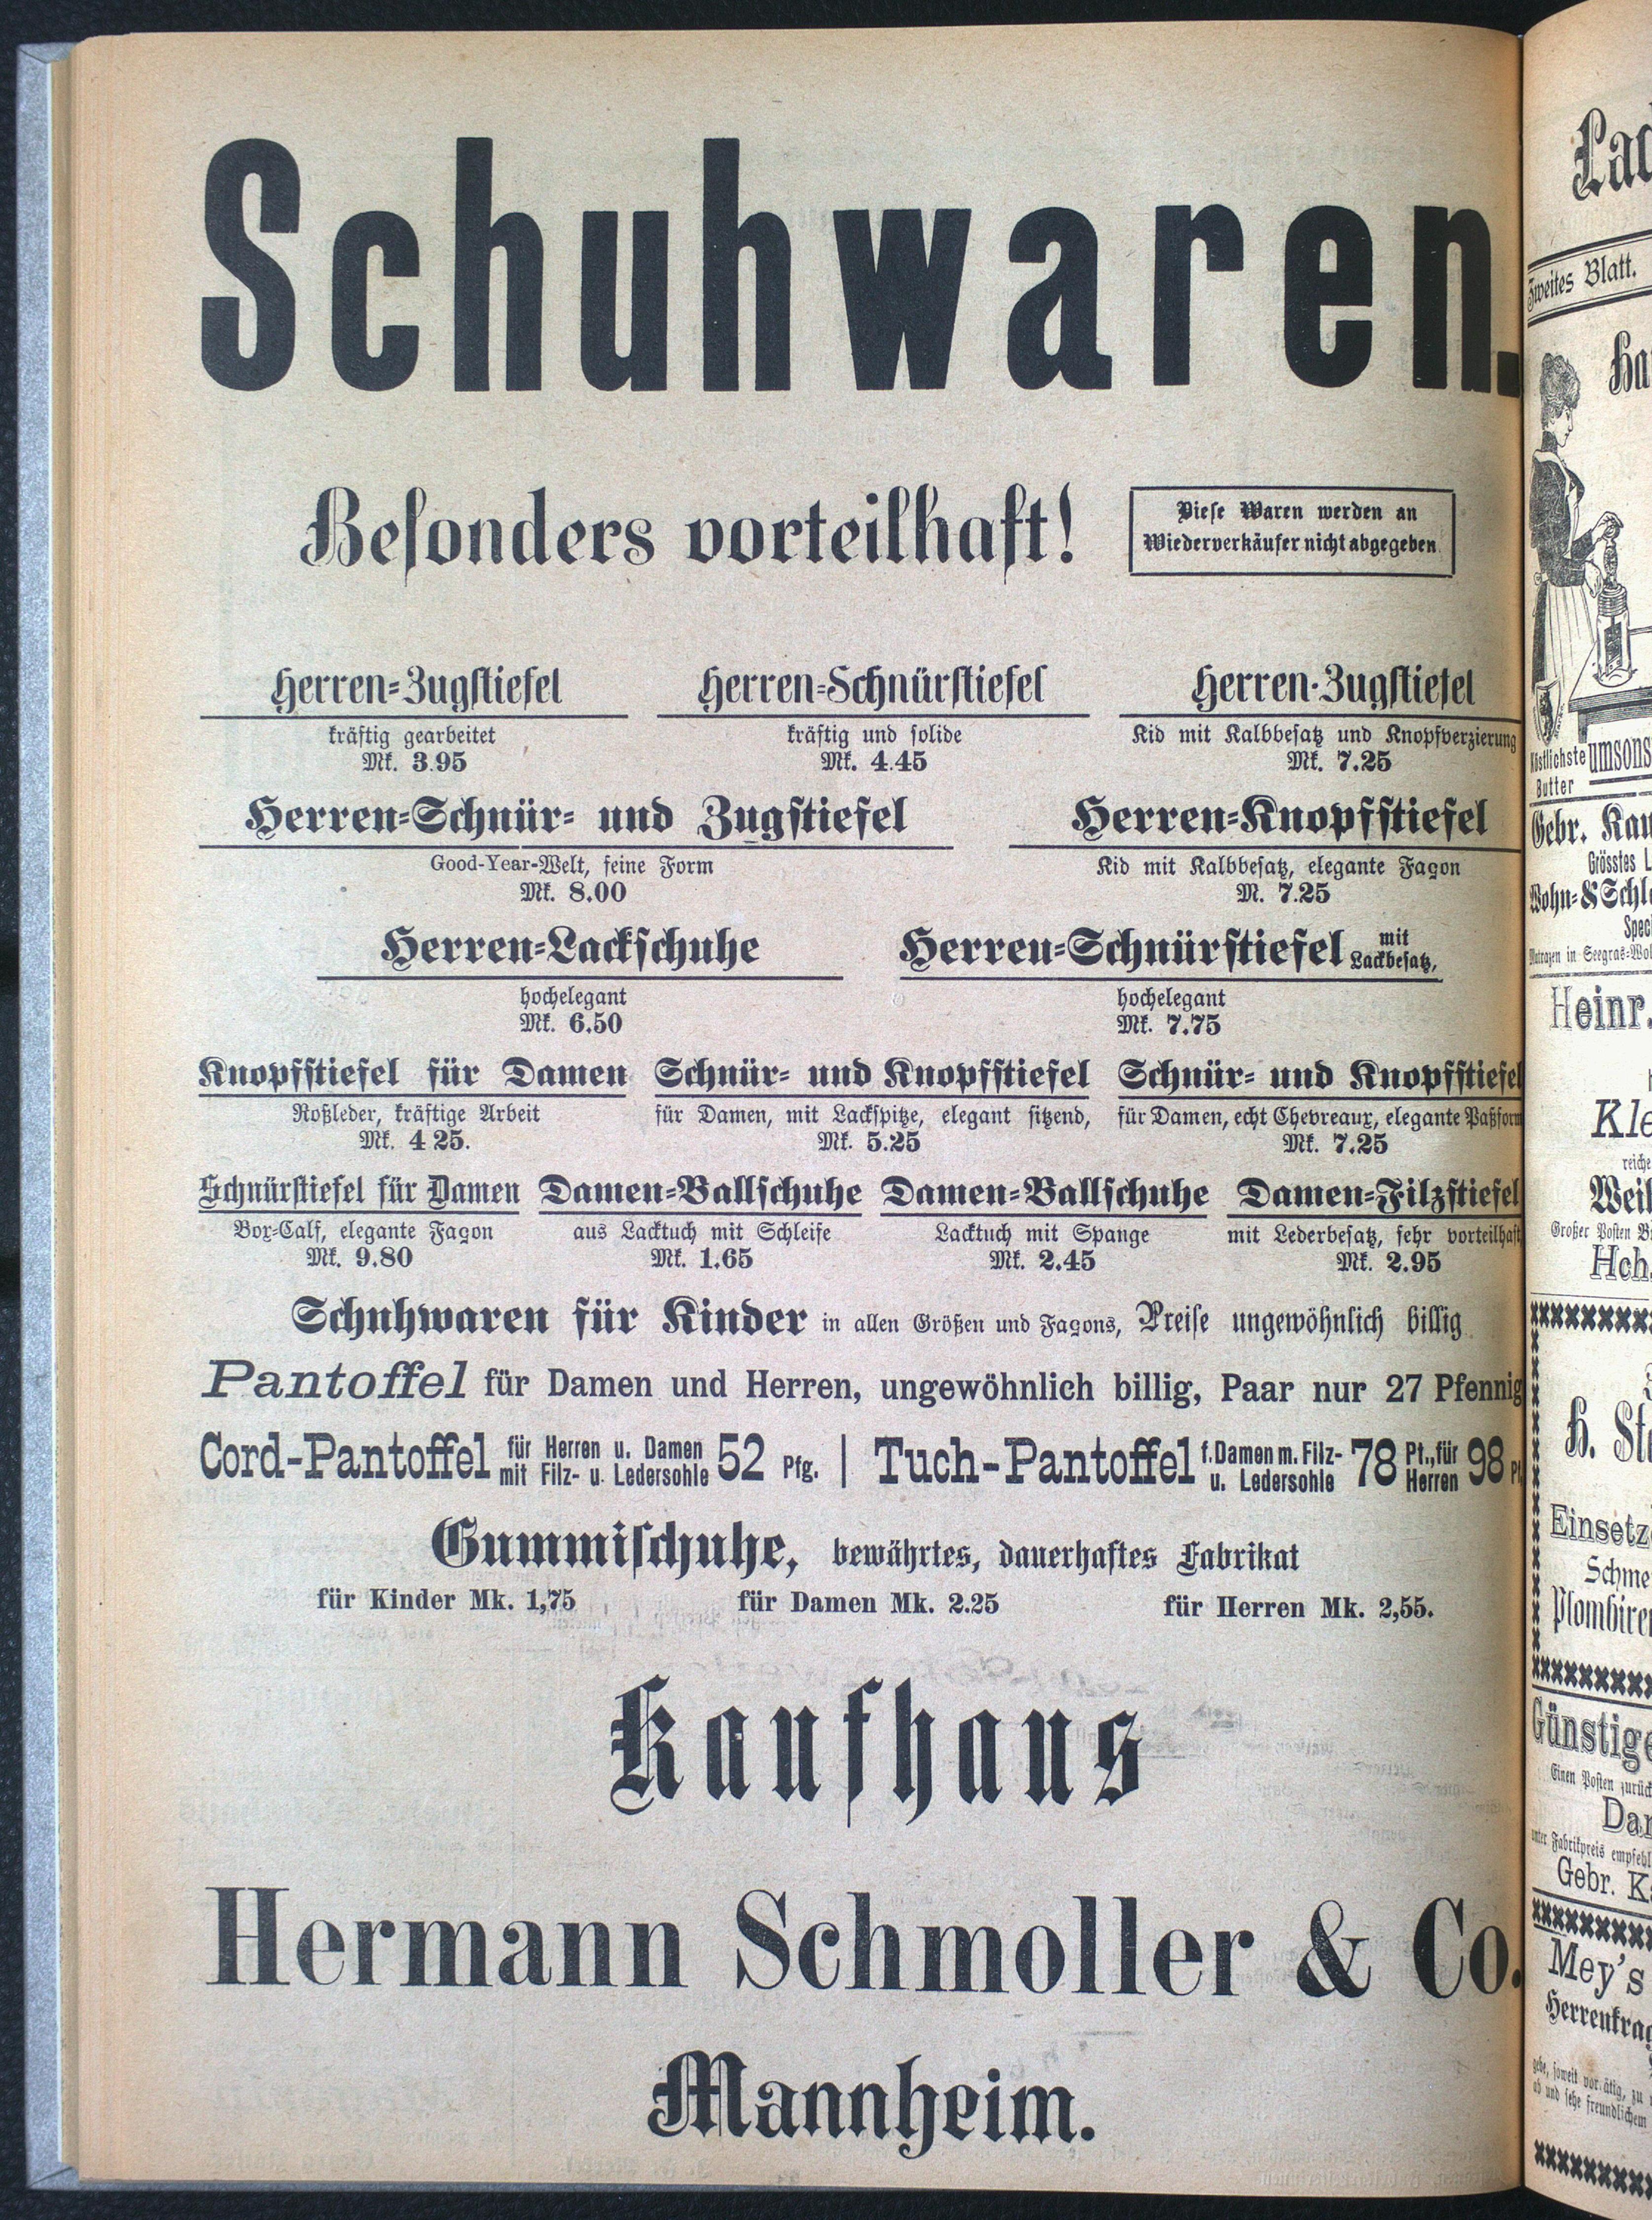 Schuhwaren.
Besonders vorteilhaft!
Diese Waren werden an
Wiederverkäufer nicht abgegeben.
Herren-Zugstiefel
kräftig gearbeitet
Mk. 3.95
Herren-Schnürstiefel
kräftig und solide
Mk. 4.45
Herren-Zugstiefel
Kid mit Kalbbesatz und Knopfverzierung
Mk. 7.25
Herren-Schnür- und Zugstiefel
Good-Year-Welt, feine Form
Mk. 8.00
Herren-Knopfstiefel
Kid mit Kalbbesatz, elegante Façon
M. 7.25
Herren-Lackschuhe
hochelegant
Mk. 6.50
Herren-Schnürstiefel mit Lackbesatz,
hochelegant
Mk. 7.75
Knopfstiefel für Damen
Roßleder, kräftige Arbeit
Mk. 4 25.
Schnür- und Knopfstiefel
für Damen, mit Lackspitze, elegant sitzend,
Mk. 5.25
Schnür- und Knopfstiefel
für Damen, echt Chevreaux, elegante Paßform
Mk. 7.25
Schnürstiefel für Damen
Box-Calf, elegante Façon
Mk. 9.80
Damen-Ballschuhe
aus Lacktuch mit Schleife
Mk. 1.65
Damen-Ballschuhe
Lacktuch mit Spange
Mk. 2.45
Damen-Filzstiefel
mit Lederbesatz, sehr vorteilhaft
Mk. 2.95
Schuhwaren für Kinder in allen Größen und Façons, Preise ungewöhnlich billig
Pantoffel für Damen und Herren, ungewöhnlich billig, Paar nur 27 Pfennig
Cord-Pantoffel für Herren u. Damen mit Filz- u. Ledersohle 52 Pfg. | Tuch-Pantoffel f. Damen m. Filz- u. Ledersohle 78 Pf., für Herren 98
Gummischuhe, bewährtes, dauerhaftes Fabrikat
für Kinder Mk. 1,75 für Damen Mk. 2.25 für Herren Mk. 2,55.
Kaufhaus
Hermann Schmoller & Co.
Mannheim.
Zweites Blatt.
Butter
Gebr.
Heinr.
Günstige
Gebr.
Mey's